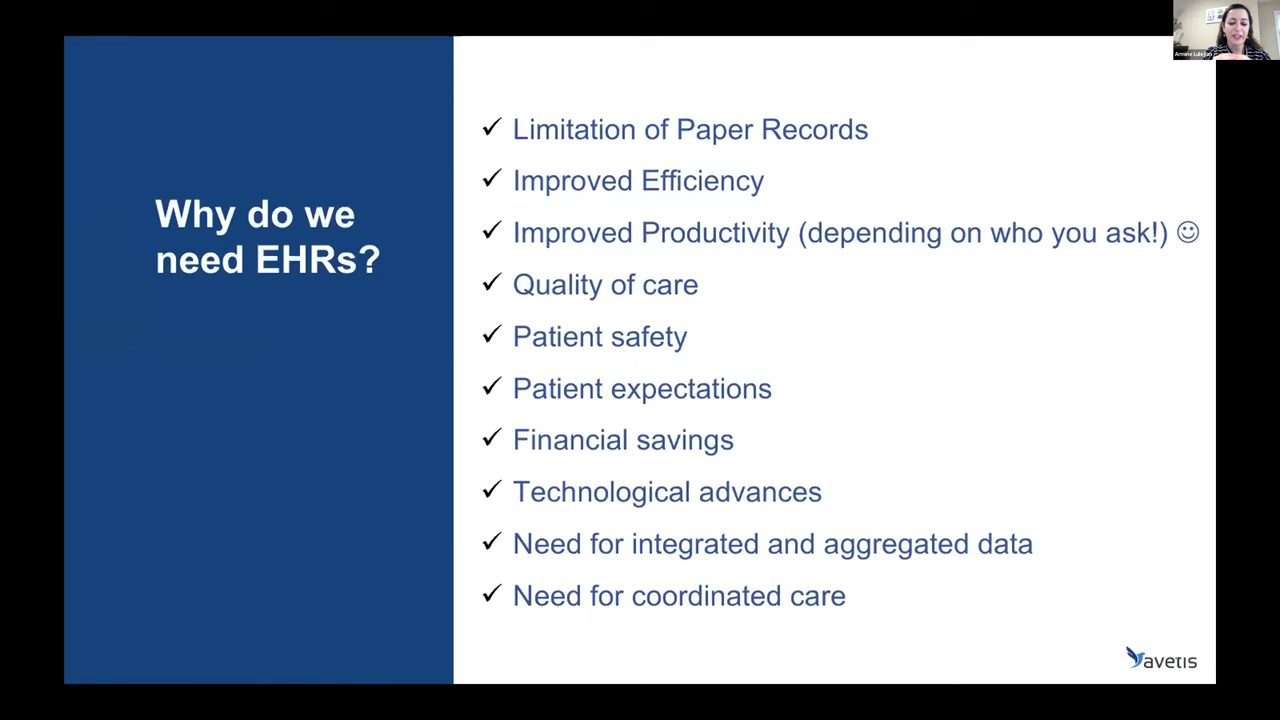 Why do we
need EHRs?
✓ Limitation of Paper Records
✓ Improved Efficiency
✓ Improved Productivity (depending on who you ask!) ☺
✓ Quality of care
✓ Patient safety
✓ Patient expectations
✓ Financial savings
✓ Technological advances
✓ Need for integrated and aggregated data
✓ Need for coordinated care
avetis